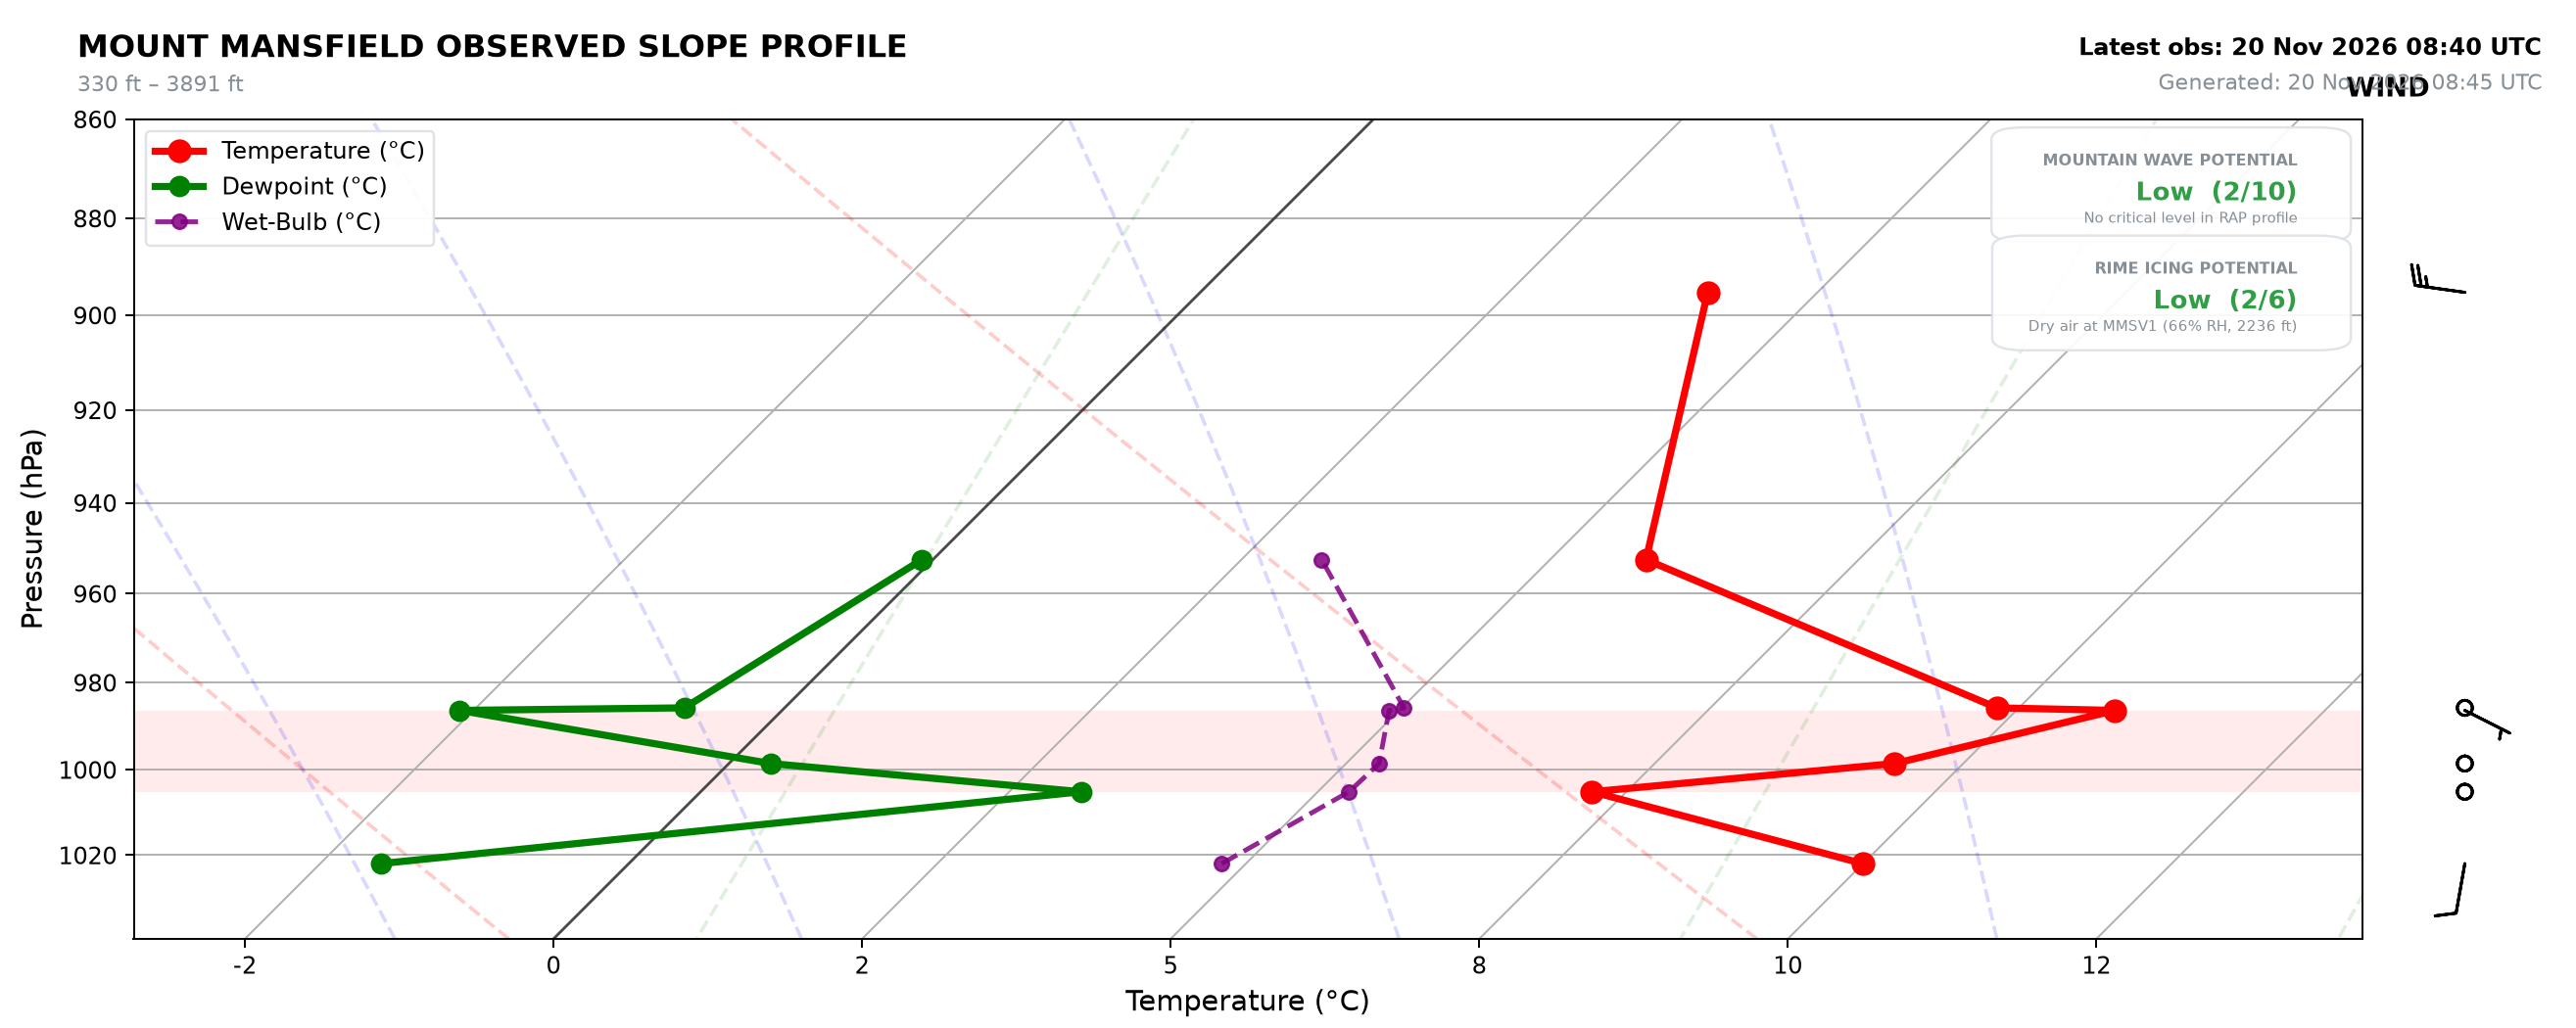 MOUNT MANSFIELD OBSERVED SLOPE PROFILE
330 ft – 3891 ft
Latest obs: 20 Nov 2026 08:40 UTC
Generated: 20 Nov 2026 08:45 UTC
WIND
Temperature (°C)
Dewpoint (°C)
Wet-Bulb (°C)
MOUNTAIN WAVE POTENTIAL
Low (2/10)
No critical level in RAP profile
RIME ICING POTENTIAL
Low (2/6)
Dry air at MMSV1 (66% RH, 2236 ft)
Pressure (hPa)
860
880
900
920
940
960
980
1000
1020
-2
0
2
5
8
10
12
Temperature (°C)